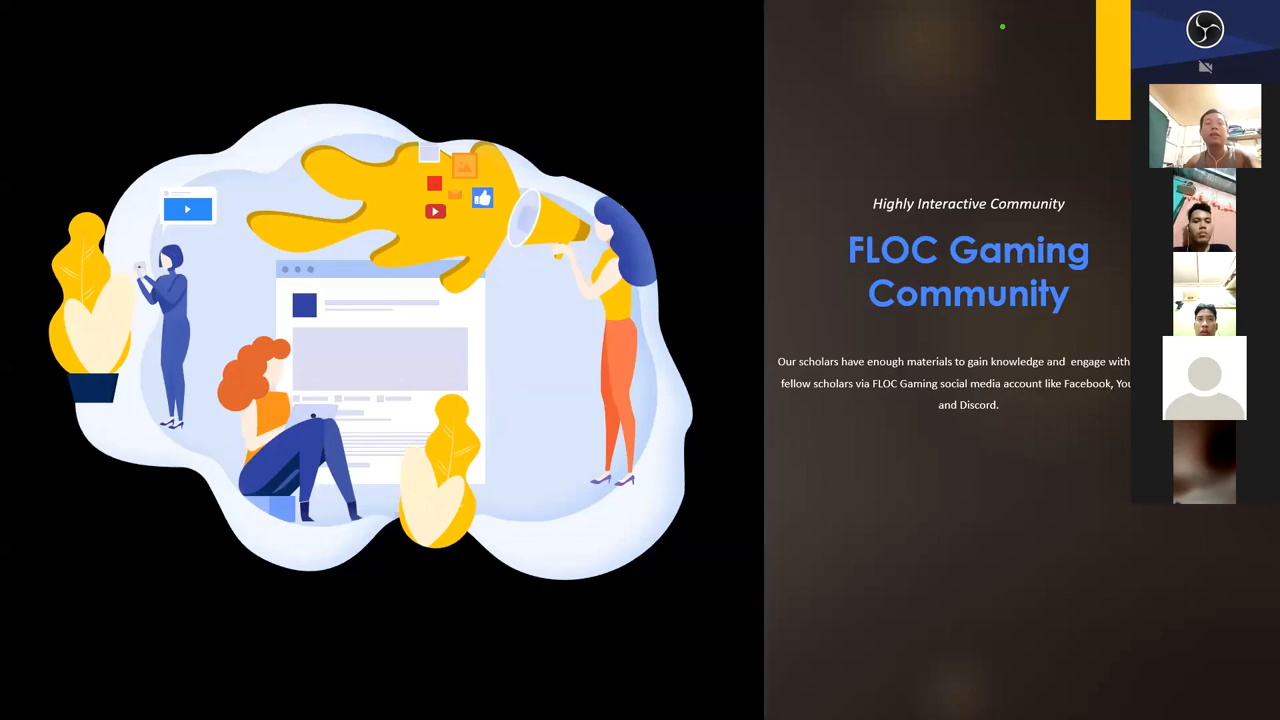 Highly Interactive Community
FLOC Gaming
Community
Our scholars have enough materials to gain knowledge and engage with
fellow scholars via FLOC Gaming social media account like Facebook, You
and Discord.